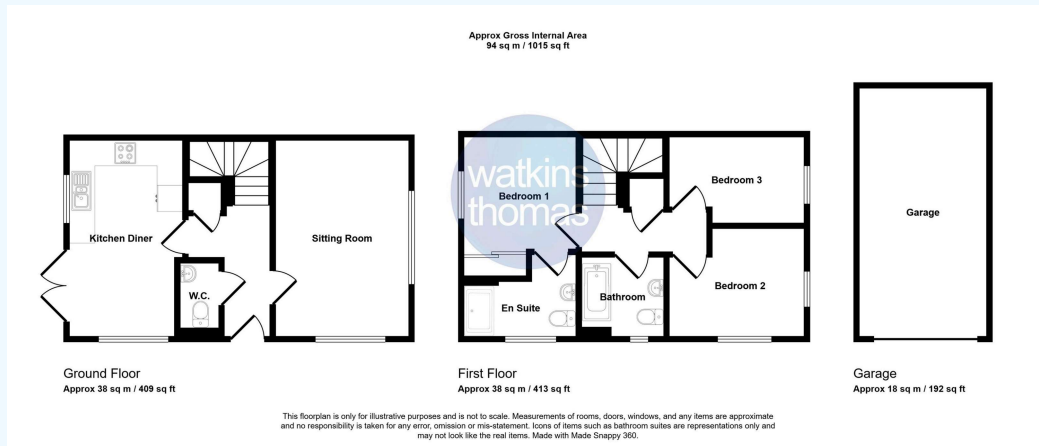 Approx Gross Internal Area
94 sq m / 1015 sq ft
Kitchen Diner
W.C.
Sitting Room
Ground Floor
Approx 38 sq m / 409 sq ft
watkins
thomas
Bedroom 1
Bedroom 3
En Suite
Bathroom
Bedroom 2
First Floor
Approx 38 sq m / 413 sq ft
Garage
Garage
Approx 18 sq m / 192 sq ft
This floorplan is only for illustrative purposes and is not to scale. Measurements of rooms, doors, windows, and any items are approximate
and no responsibility is taken for any error, omission or mis-statement. Icons of items such as bathroom suites are representations only and
may not look like the real items. Made with Made Snappy 360.